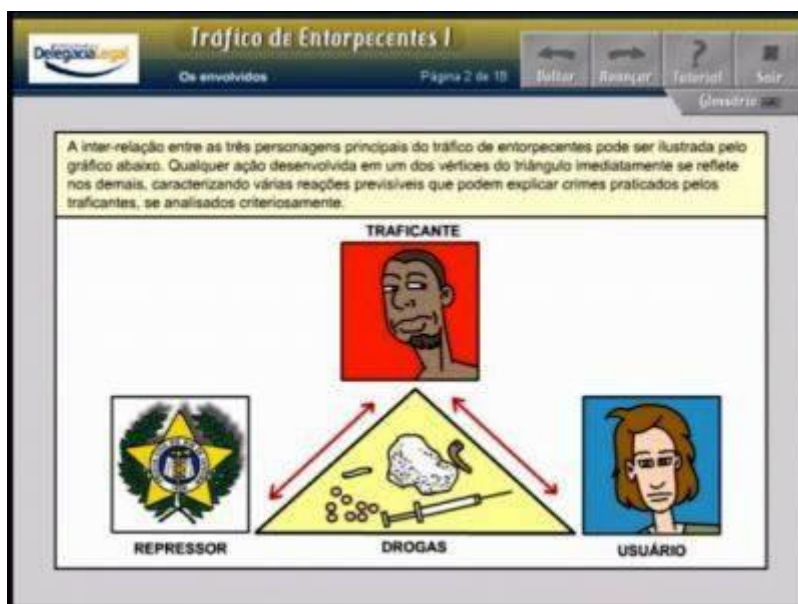 DelegaciaLegal
Tráfico de Entorpecentes I
Os envolvidos
Página 2 de 18
Voltar
Avançar
Tutorial
Sair
Glossário
A inter-relação entre as três personagens principais do tráfico de entorpecentes pode ser ilustrada pelo
gráfico abaixo. Qualquer ação desenvolvida em um dos vértices do triângulo imediatamente se reflete
nos demais, caracterizando várias reações previsíveis que podem explicar crimes praticados pelos
traficantes, se analisados criteriosamente.
TRAFICANTE
REPRESSOR
DROGAS
USUÁRIO